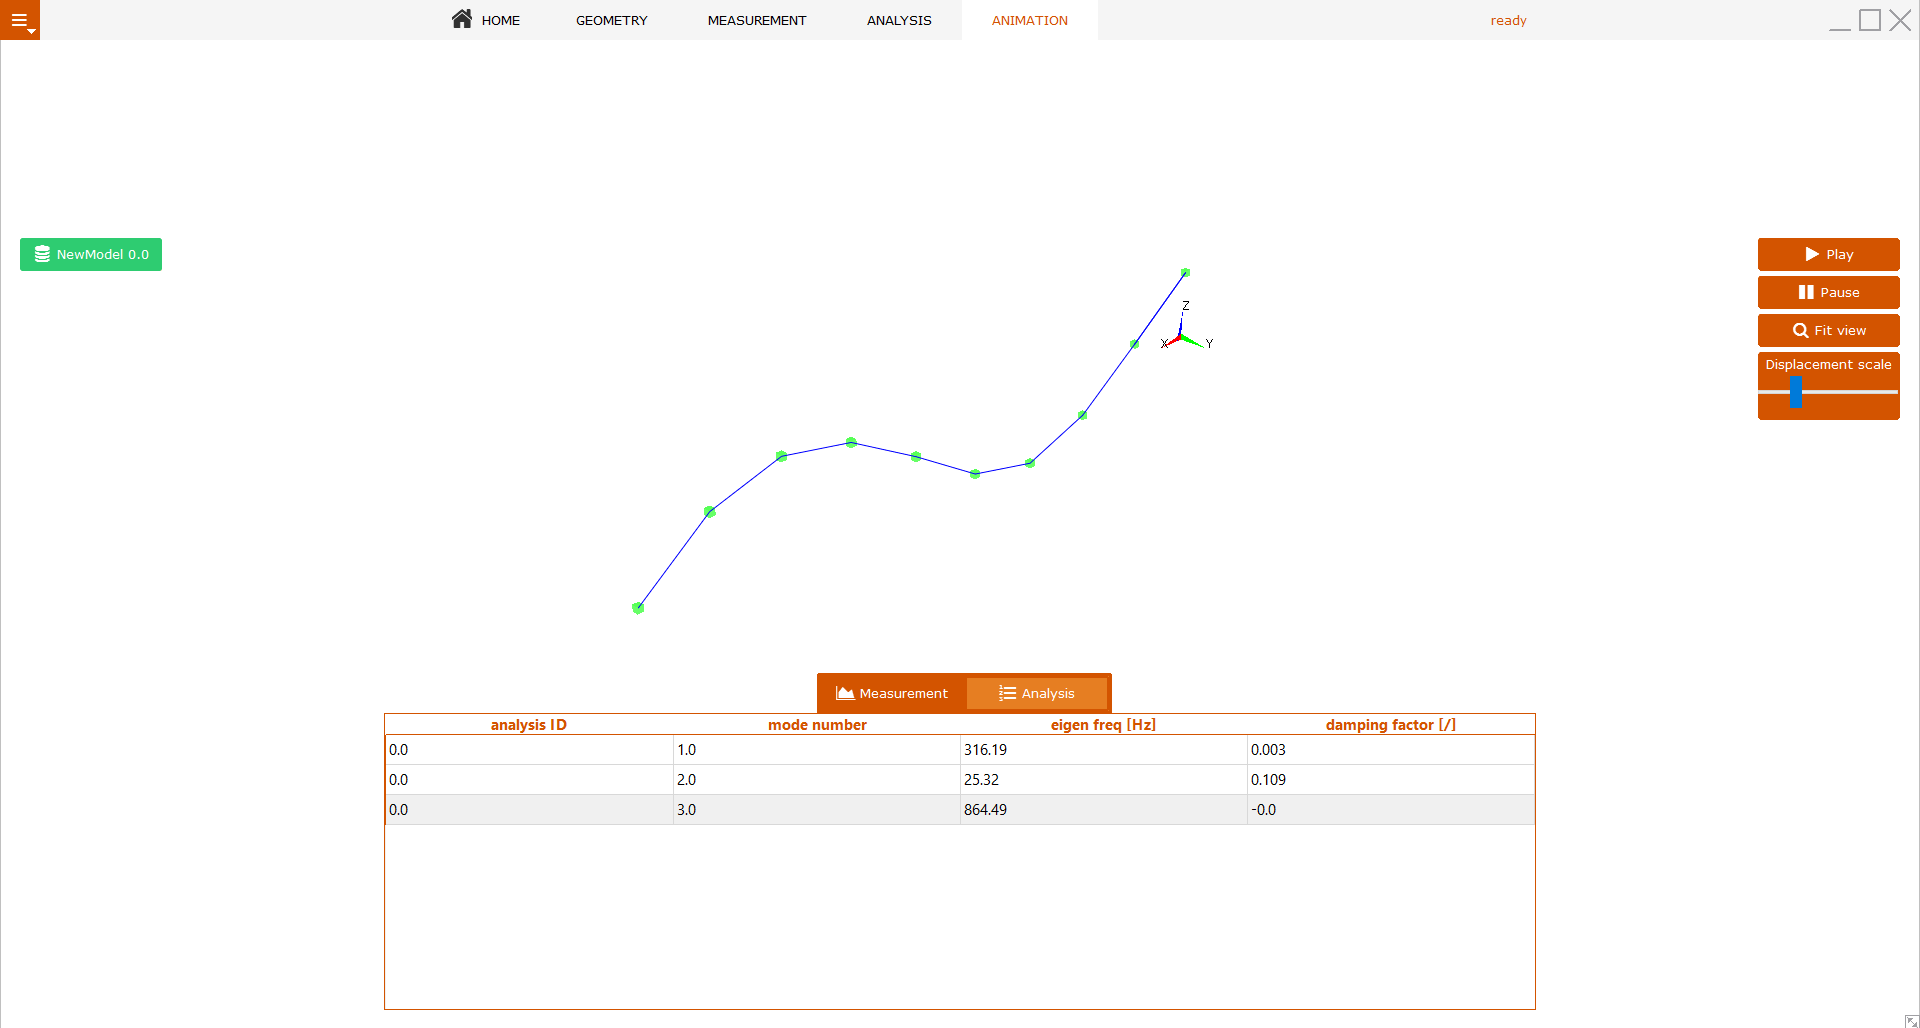 HOME GEOMETRY MEASUREMENT ANALYSIS ANIMATION ready
NewModel 0.0
Play
Pause
Fit view
Displacement scale
Z
X Y
Measurement Analysis
analysis ID mode number eigen freq [Hz] damping factor [/]
0.0 1.0 316.19 0.003
0.0 2.0 25.32 0.109
0.0 3.0 864.49 -0.0